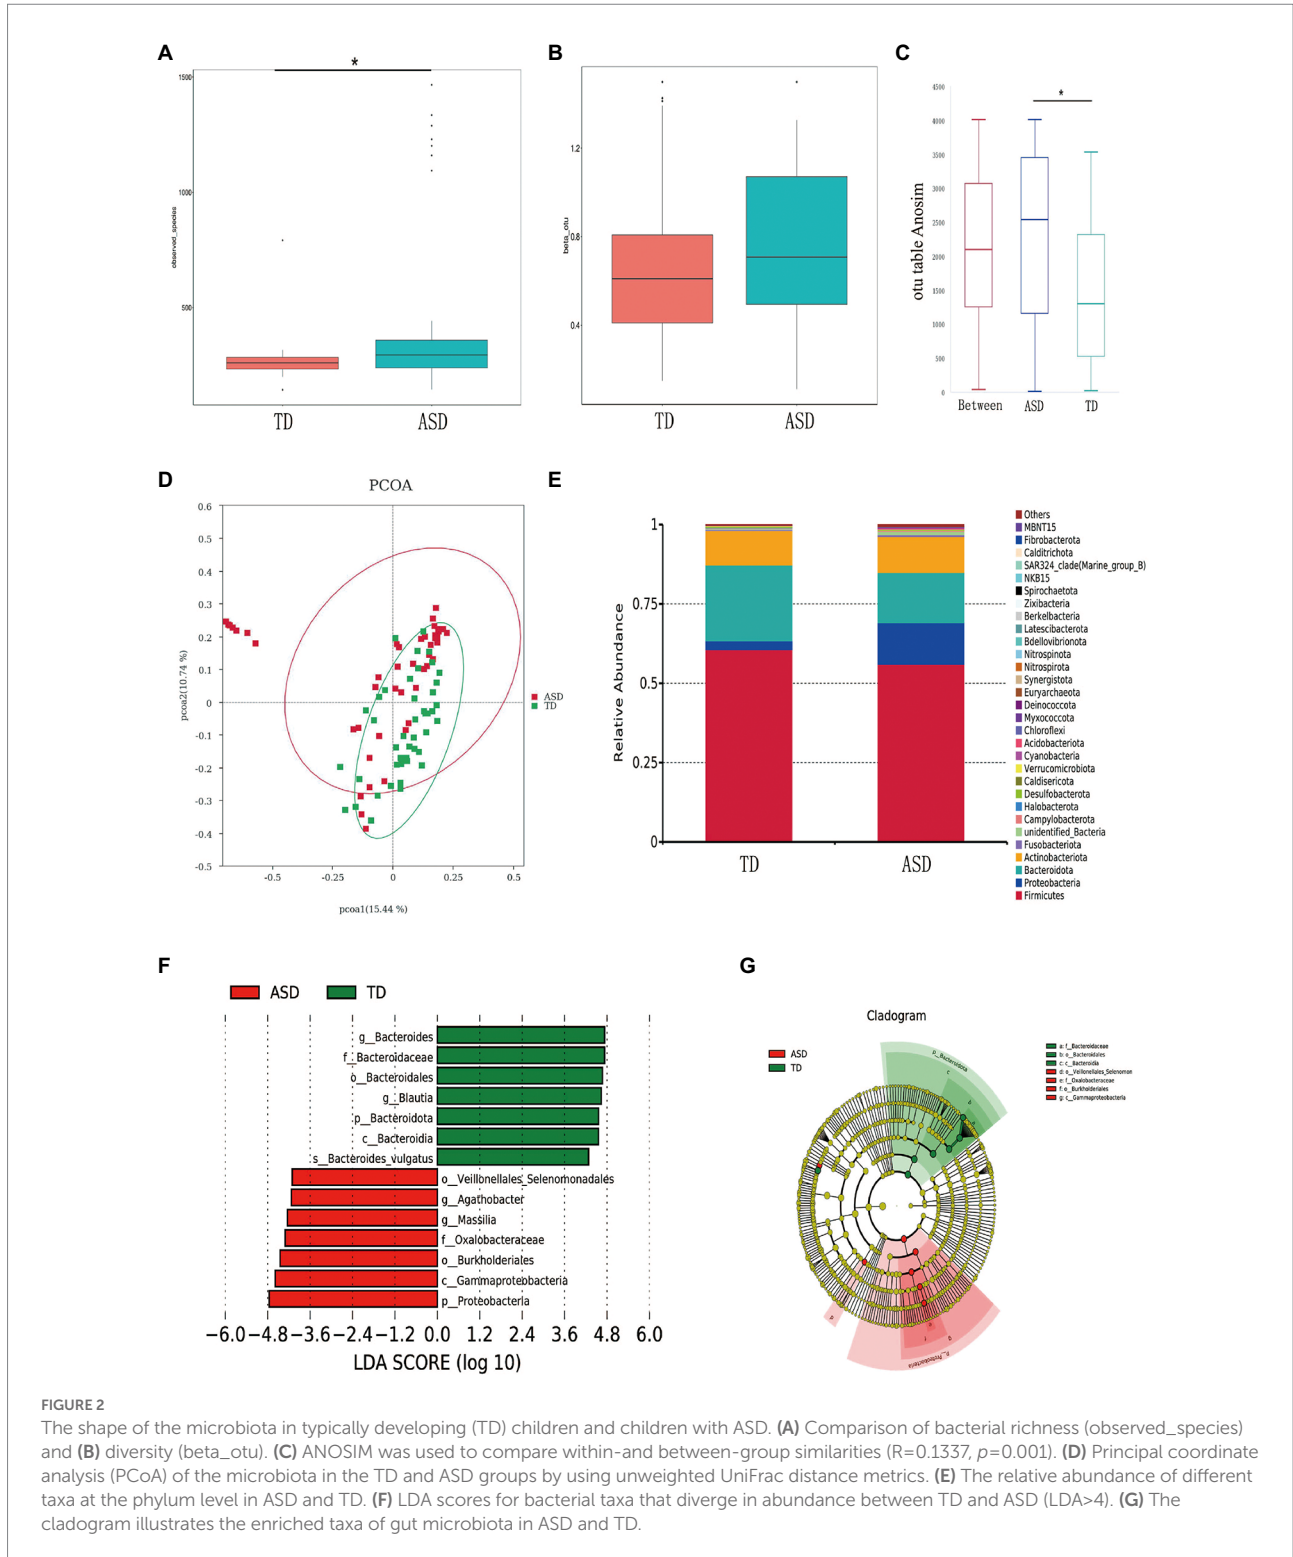 A
*
1500
1000
500
observed_species
TD
ASD
B
1.2
0.8
0.4
beta_otu
TD
ASD
C
*
4500
4000
3500
3000
2500
2000
1500
1000
500
0
otu table Anosim
Between
ASD
TD
D
PCOA
0.6
0.5
0.4
0.3
0.2
0.1
0
-0.1
-0.2
-0.3
-0.4
-0.5
pcoa2(10.74 %)
-0.5
-0.25
0
0.25
0.5
pcoa1(15.44 %)
ASD
TD
E
1
0.75
0.5
0.25
0
Relative Abundance
TD
ASD
Others
MBNT15
Fibrobacterota
Calditrichota
SAR324_clade(Marine_group_B)
NKB15
Spirochaetota
Zixibacteria
Berkelbacteria
Latescibacterota
Bdellovibrionota
Nitrospinota
Nitrospirota
Synergistota
Euryarchaeota
Deinococcota
Myxococcota
Chloroflexi
Acidobacteriota
Cyanobacteria
Verrucomicrobiota
Caldisericota
Desulfobacterota
Halobacterota
Campylobacterota
unidentified_Bacteria
Fusobacteriota
Actinobacteriota
Bacteroidota
Proteobacteria
Firmicutes
F
ASD
TD
g__Bacteroides
f__Bacteroidaceae
o__Bacteroidales
g__Blautia
p__Bacteroidota
c__Bacteroidia
s__Bacteroides_vulgatus
o__Veillonellales_Selenomonadales
g__Agathobacter
g__Massilia
f__Oxalobacteraceae
o__Burkholderiales
c__Gammaproteobacteria
p__Proteobacteria
−6.0 −4.8 −3.6 −2.4 −1.2 0.0 1.2 2.4 3.6 4.8 6.0
LDA SCORE (log 10)
G
Cladogram
ASD
TD
a: f__Bacteroidaceae
b: o__Bacteroidales
c: c__Bacteroidia
d: o__Veillonellales_Selenomon
e: f__Oxalobacteraceae
f: o__Burkholderiales
g: c__Gammaproteobacteria
p__Bacteroidota
c
g
f
p__Proteobacteria
FIGURE 2
The shape of the microbiota in typically developing (TD) children and children with ASD. (A) Comparison of bacterial richness (observed_species)
and (B) diversity (beta_otu). (C) ANOSIM was used to compare within-and between-group similarities (R=0.1337, p=0.001). (D) Principal coordinate
analysis (PCoA) of the microbiota in the TD and ASD groups by using unweighted UniFrac distance metrics. (E) The relative abundance of different
taxa at the phylum level in ASD and TD. (F) LDA scores for bacterial taxa that diverge in abundance between TD and ASD (LDA>4). (G) The
cladogram illustrates the enriched taxa of gut microbiota in ASD and TD.